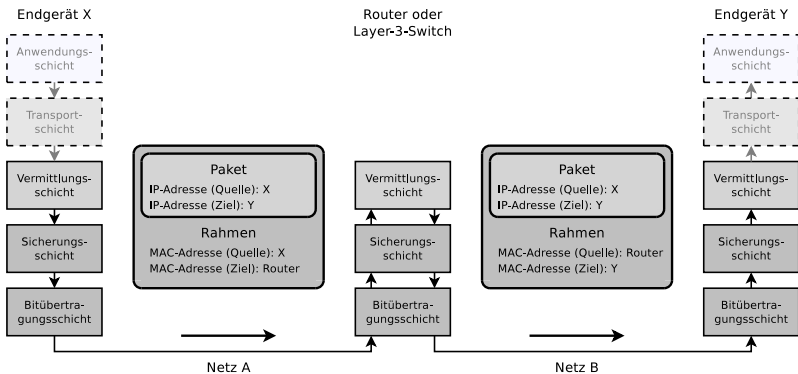 Endgerät X
Router oder
Layer-3-Switch
Endgerät Y
Anwendungs-
schicht
Transport-
schicht
Vermittlungs-
schicht
Sicherungs-
schicht
Bitübertra-
gungsschicht
Paket
IP-Adresse (Quelle): X
IP-Adresse (Ziel): Y
Rahmen
MAC-Adresse (Quelle): X
MAC-Adresse (Ziel): Router
Vermittlungs-
schicht
Sicherungs-
schicht
Bitübertra-
gungsschicht
Paket
IP-Adresse (Quelle): X
IP-Adresse (Ziel): Y
Rahmen
MAC-Adresse (Quelle): Router
MAC-Adresse (Ziel): Y
Anwendungs-
schicht
Transport-
schicht
Vermittlungs-
schicht
Sicherungs-
schicht
Bitübertra-
gungsschicht
Netz A
Netz B